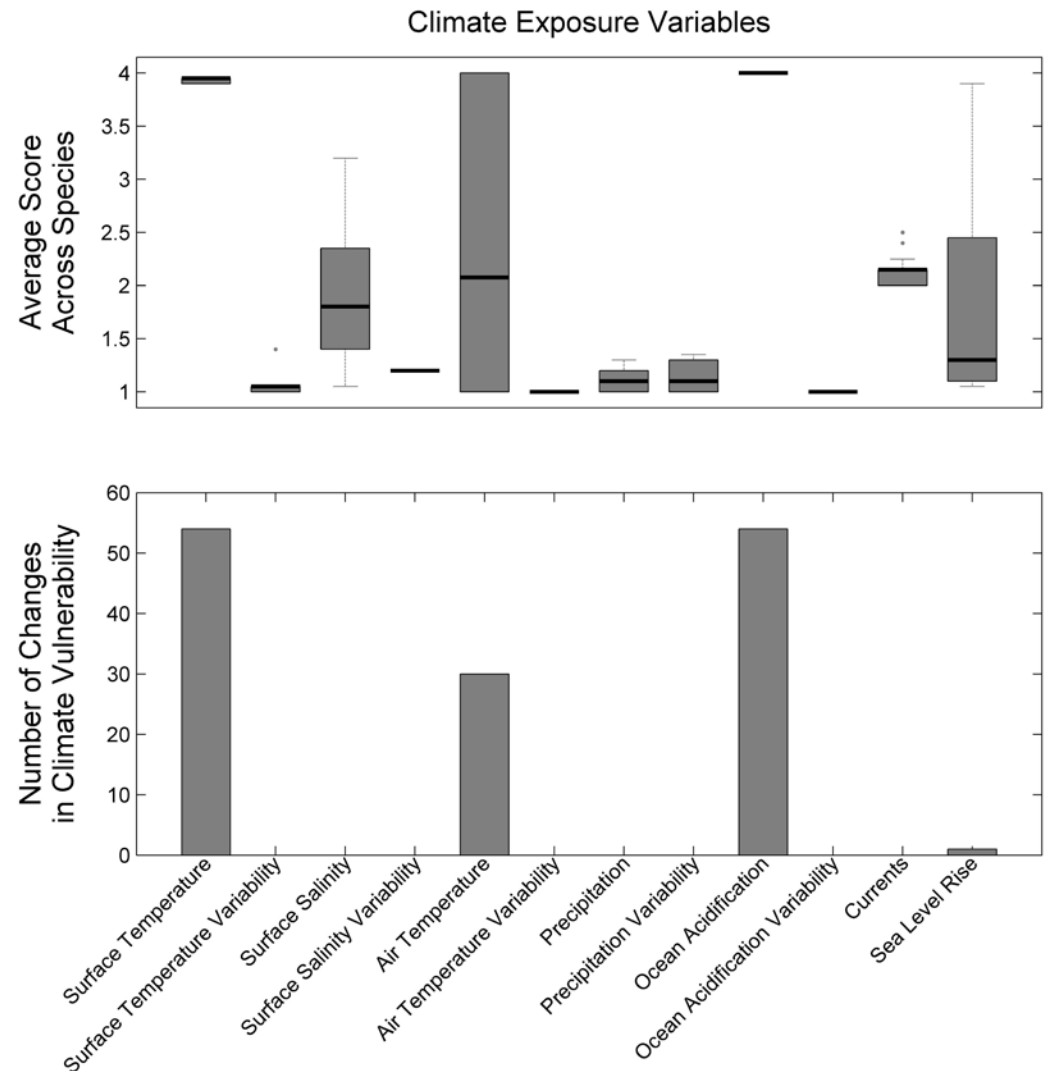 Climate Exposure Variables
Average Score
Across Species
4
3.5
3
2.5
2
1.5
1
Number of Changes
in Climate Vulnerability
60
50
40
30
20
10
0
Surface Temperature
Surface Temperature Variability
Surface Salinity
Surface Salinity Variability
Air Temperature
Air Temperature Variability
Precipitation
Precipitation Variability
Ocean Acidification
Ocean Acidification Variability
Currents
Sea Level Rise